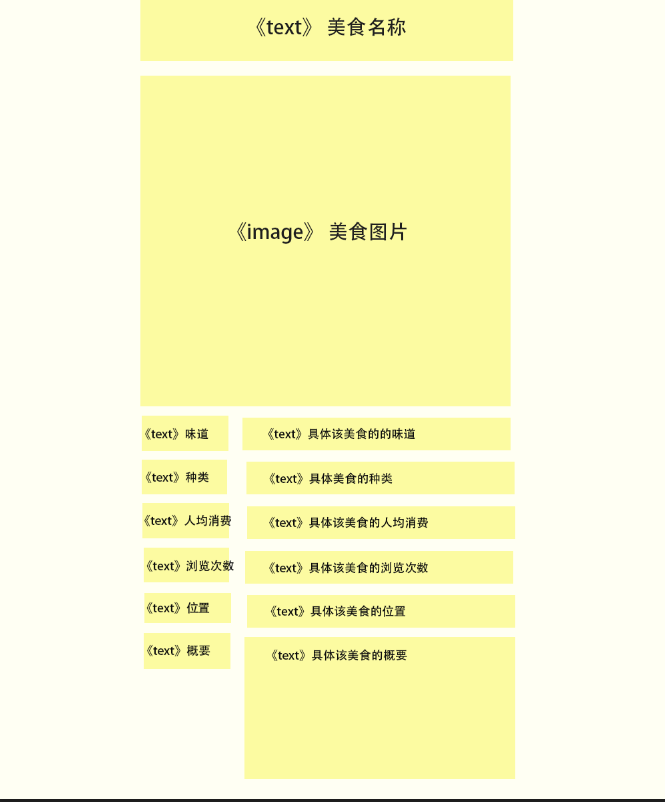 《text》 美食名称
《image》 美食图片
《text》味道
《text》具体该美食的的味道
《text》种类
《text》具体美食的种类
《text》人均消费
《text》具体该美食的人均消费
《text》浏览次数
《text》具体该美食的浏览次数
《text》位置
《text》具体该美食的位置
《text》概要
《text》具体该美食的概要